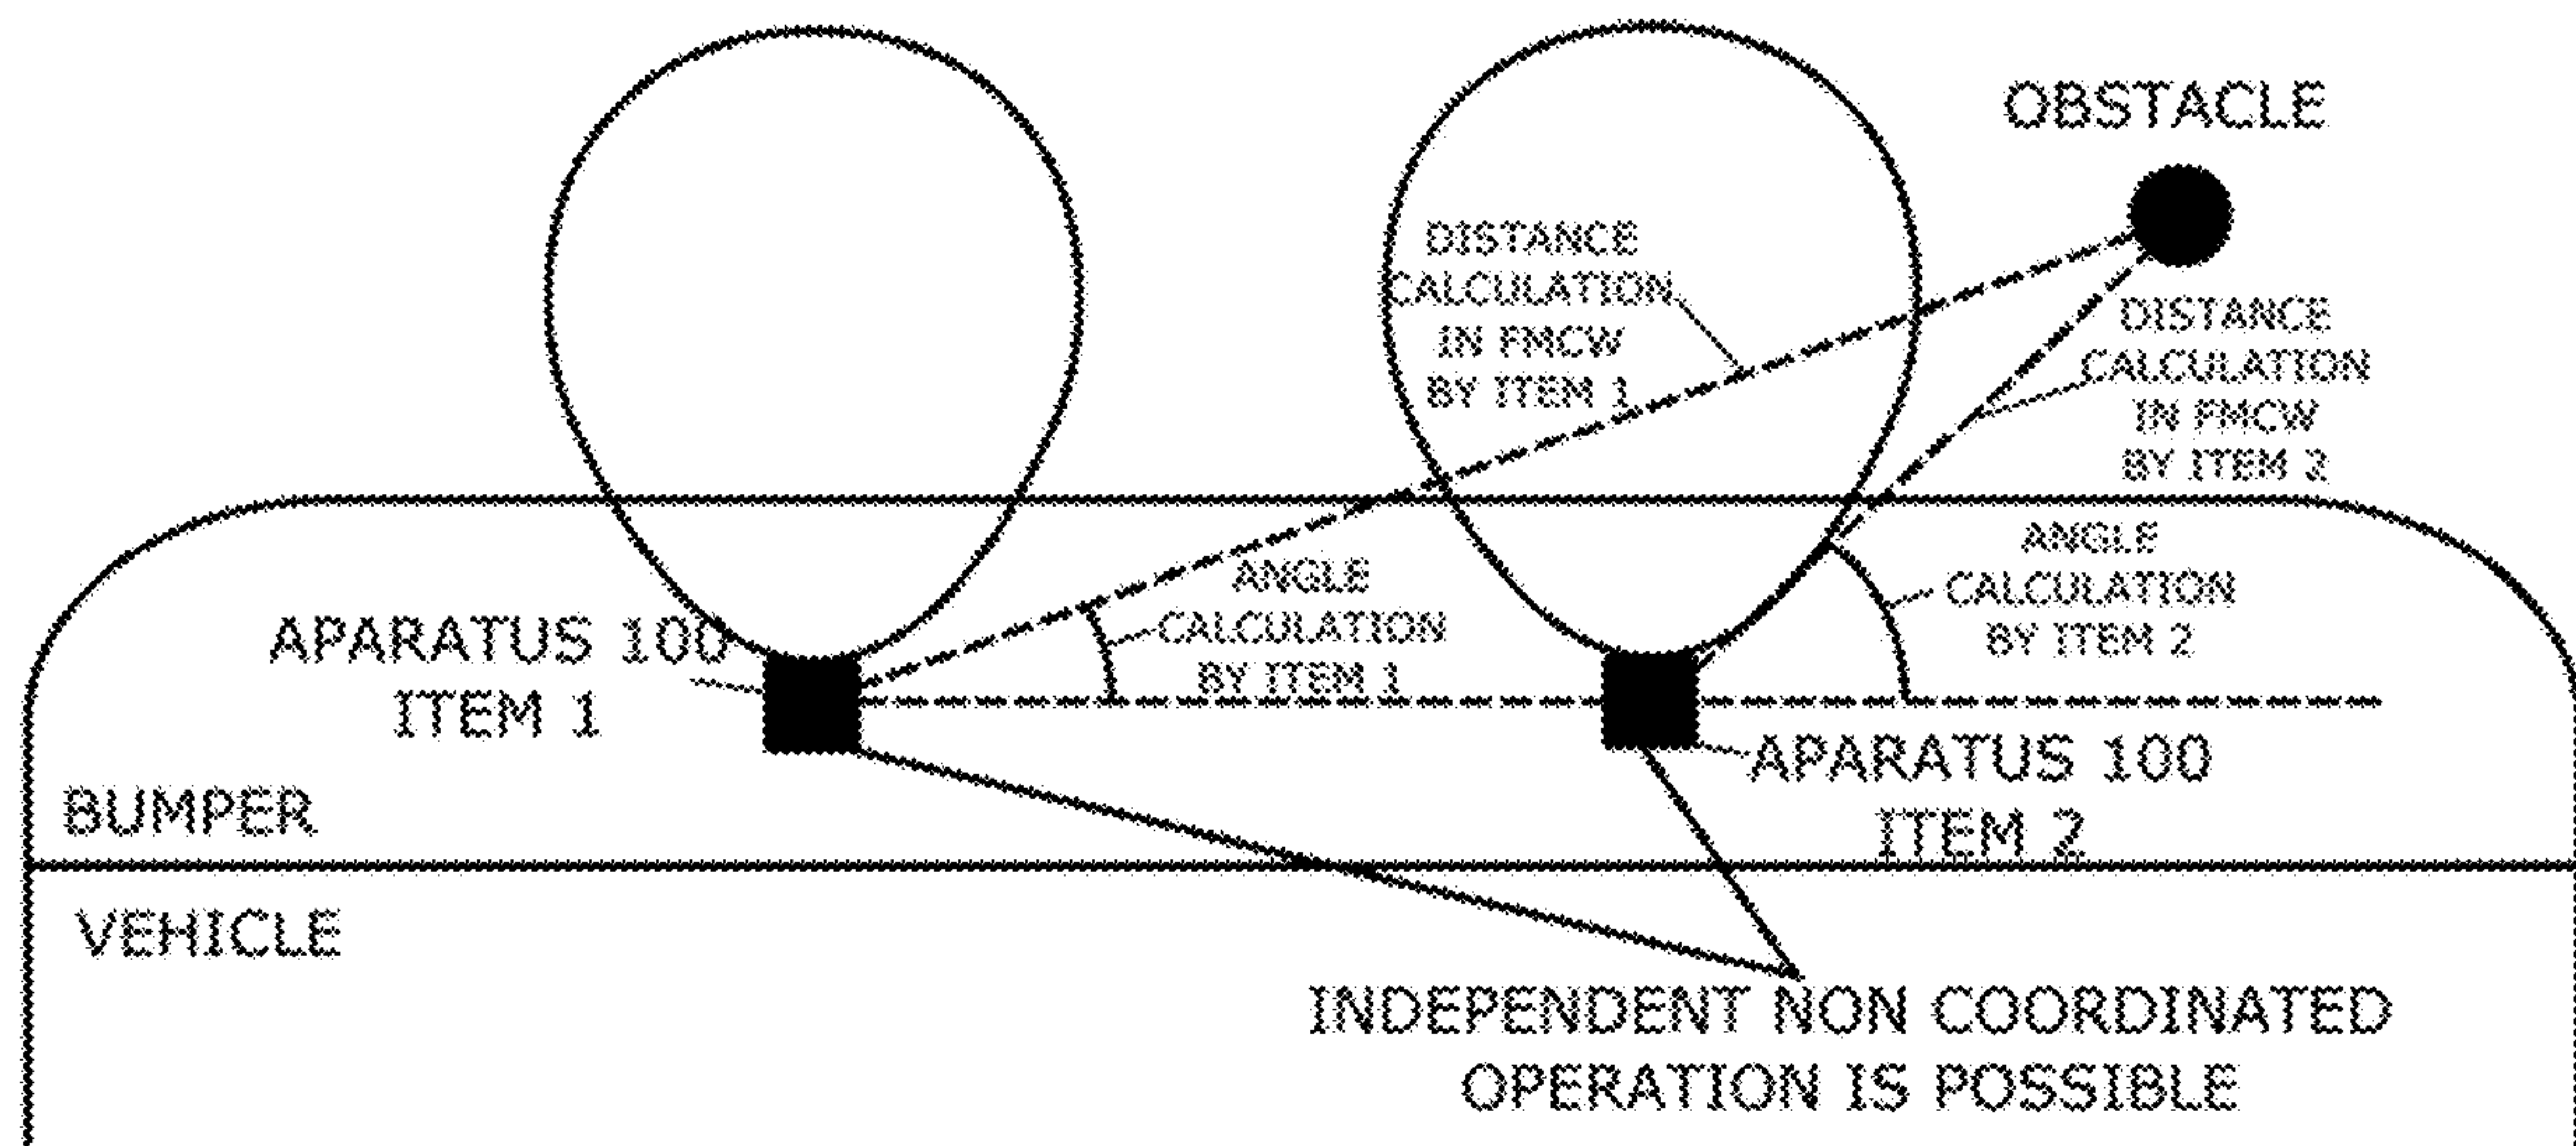 OBSTACLE
DISTANCE
CALCULATION
IN FMCW
BY ITEM 1
DISTANCE
CALCULATION
IN FMCW
BY ITEM 2
ANGLE
CALCULATION
BY ITEM 1
ANGLE
CALCULATION
BY ITEM 2
APARATUS 100
ITEM 1
APARATUS 100
ITEM 2
BUMPER
VEHICLE
INDEPENDENT NON COORDINATED
OPERATION IS POSSIBLE